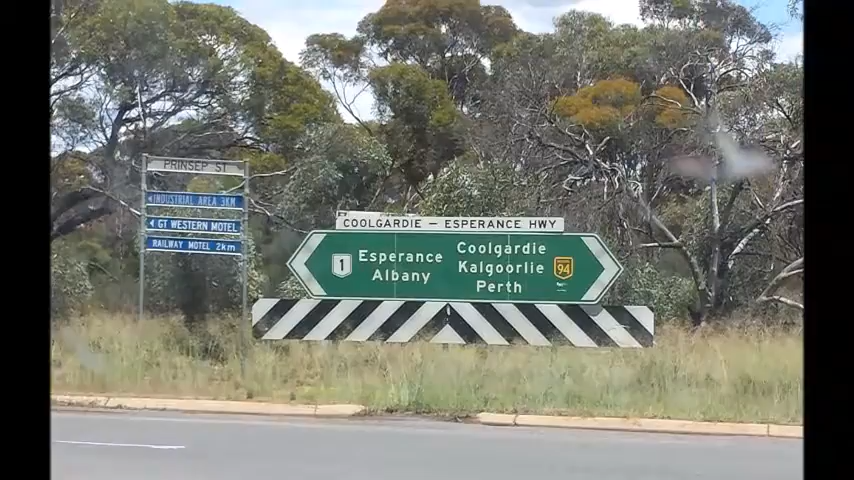 PRINSEP ST
INDUSTRIAL AREA 3KM
GT WESTERN MOTEL
RAILWAY MOTEL 2KM
COOLGARDIE – ESPERANCE HWY
1
Esperance
Albany
Coolgardie
Kalgoorlie
Perth
94